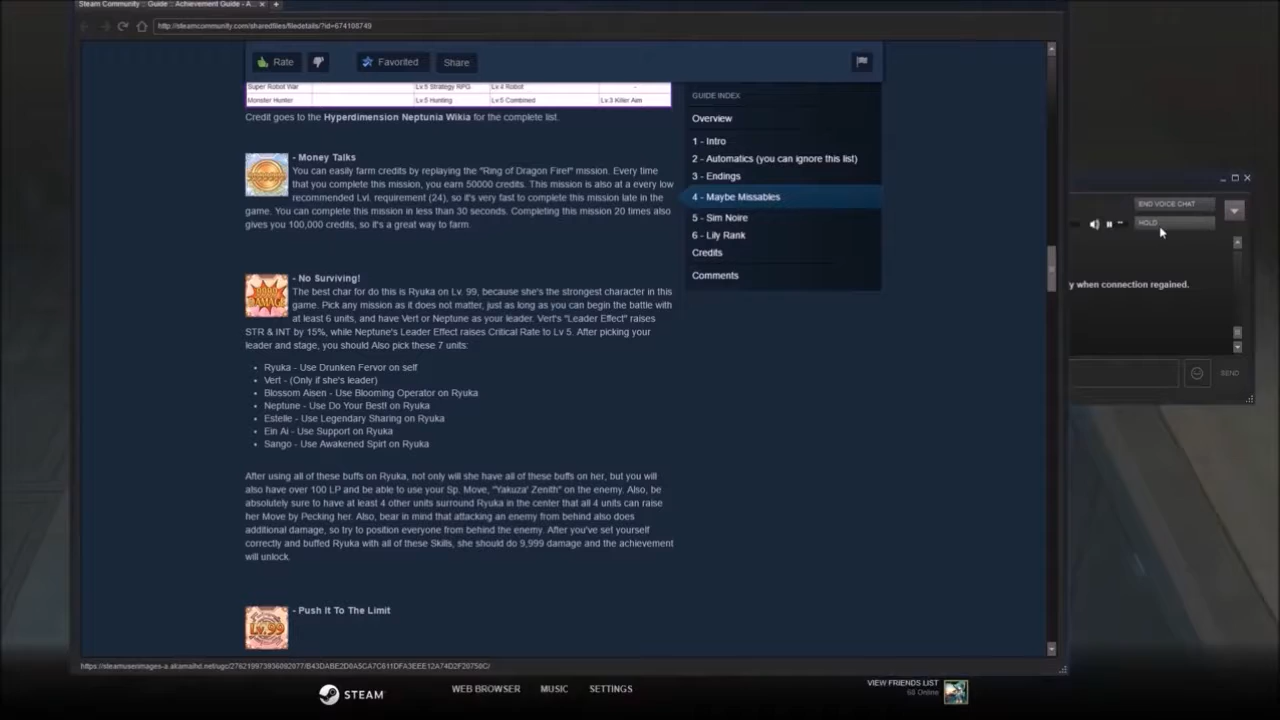 Steam Community :: Guide :: Achievement Guide - A...
http://steamcommunity.com/sharedfiles/filedetails/?id=674108749
Rate
Favorited
Share
Super Robot War Lv.5 Strategy RPG Lv.4 Robot -
Monster Hunter Lv.5 Hunting Lv.5 Combined Lv.3 Killer Aim
Credit goes to the Hyperdimension Neptunia Wikia for the complete list.
- Money Talks
You can easily farm credits by replaying the "Ring of Dragon Fire!" mission. Every time
that you complete this mission, you earn 50000 credits. This mission is also at a every low
recommended Lvl. requirement (24), so it's very fast to complete this mission late in the
game. You can complete this mission in less than 30 seconds. Completing this mission 20 times also
gives you 100,000 credits, so it's a great way to farm.
- No Surviving!
The best char for do this is Ryuka on Lv. 99, because she's the strongest character in this
game. Pick any mission as it does not matter, just as long as you can begin the battle with
at least 6 units, and have Vert or Neptune as your leader. Vert's "Leader Effect" raises
STR & INT by 15%, while Neptune's Leader Effect raises Critical Rate to Lv 5. After picking your
leader and stage, you should Also pick these 7 units:
• Ryuka - Use Drunken Fervor on self
• Vert - (Only if she's leader)
• Blossom Aisen - Use Blooming Operator on Ryuka
• Neptune - Use Do Your Best! on Ryuka
• Estelle - Use Legendary Sharing on Ryuka
• Ein Ai - Use Support on Ryuka
• Sango - Use Awakened Spirt on Ryuka
After using all of these buffs on Ryuka, not only will she have all of these buffs on her, but you will
also have over 100 LP and be able to use your Sp. Move, "Yakuza' Zenith" on the enemy. Also, be
absolutely sure to have at least 4 other units surround Ryuka in the center that all 4 units can raise
her Move by Pecking her. Also, bear in mind that attacking an enemy from behind also does
additional damage, so try to position everyone from behind the enemy. After you've set yourself
correctly and buffed Ryuka with all of these Skills, she should do 9,999 damage and the achievement
will unlock.
Lv.99
- Push It To The Limit
GUIDE INDEX
Overview
1 - Intro
2 - Automatics (you can ignore this list)
3 - Endings
4 - Maybe Missables
5 - Sim Noire
6 - Lily Rank
Credits
Comments
END VOICE CHAT
HOLD
y when connection regained.
SEND
STEAM
WEB BROWSER
MUSIC
SETTINGS
VIEW FRIENDS LIST
68 Online